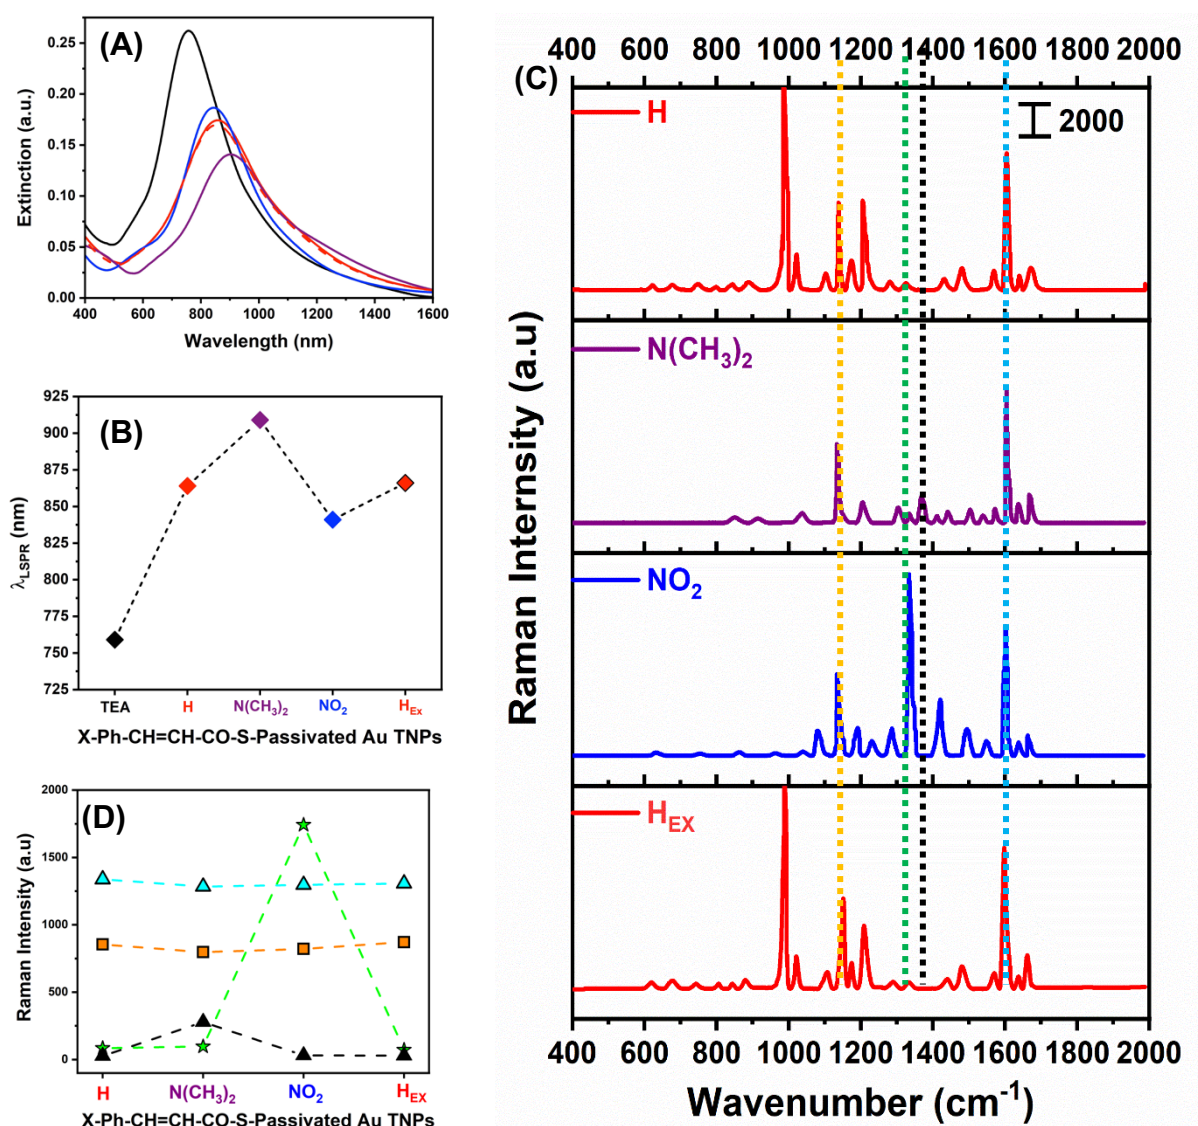 (A)
0.25
0.20
0.15
0.10
0.05
0.00
Extinction (a.u.)
400 600 800 1000 1200 1400 1600
Wavelength (nm)
(B)
925
900
875
850
825
800
775
750
725
λLSPR (nm)
TEA H N(CH3)2 NO2 HEx
X-Ph-CH=CH-CO-S-Passivated Au TNPs
(D)
2000
1500
1000
500
0
Raman Intensity (a.u)
H N(CH3)2 NO2 HEX
X-Ph-CH=CH-CO-S-Passivated Au TNPs
(C)
400 600 800 1000 1200 1400 1600 1800 2000
H
2000
N(CH3)2
NO2
HEX
Raman Internsity (a.u)
400 600 800 1000 1200 1400 1600 1800 2000
Wavenumber (cm-1)